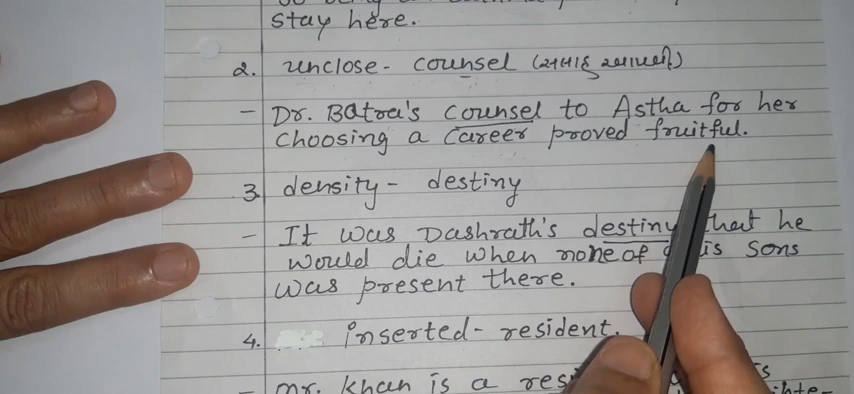 stay here.
2. unclose - counsel (સલાહ આપવી)
- Dr. Batra's counsel to Astha for her
choosing a career proved fruitful.
3. density - destiny
- It was Dashrath's destiny that he
would die when none of his sons
was present there.
4. inserted - resident.
- Mr. Khan is a